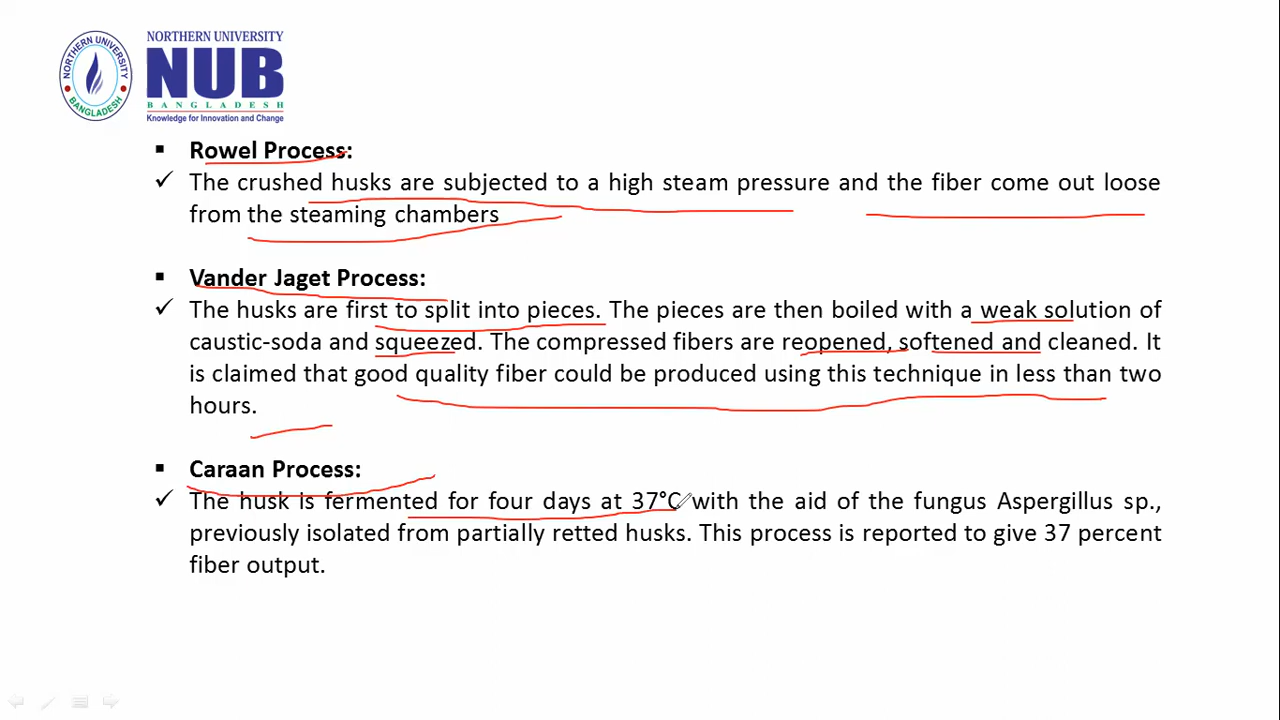 NORTHERN UNIVERSITY
NORTHERN UNIVERSITY
BANGLADESH
NUB
BANGLADESH
Knowledge for Innovation and Change
▪ Rowel Process:
✓ The crushed husks are subjected to a high steam pressure and the fiber come out loose
from the steaming chambers
▪ Vander Jaget Process:
✓ The husks are first to split into pieces. The pieces are then boiled with a weak solution of
caustic-soda and squeezed. The compressed fibers are reopened, softened and cleaned. It
is claimed that good quality fiber could be produced using this technique in less than two
hours.
▪ Caraan Process:
✓ The husk is fermented for four days at 37°C with the aid of the fungus Aspergillus sp.,
previously isolated from partially retted husks. This process is reported to give 37 percent
fiber output.